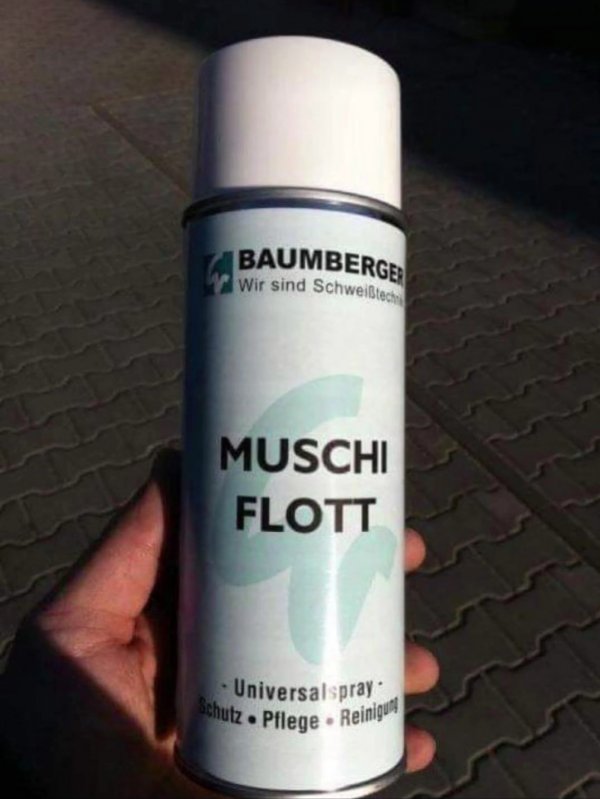 BAUMBERGER
Wir sind Schweißtechnik
MUSCHI
FLOTT
- Universalspray -
Schutz • Pflege • Reinigung